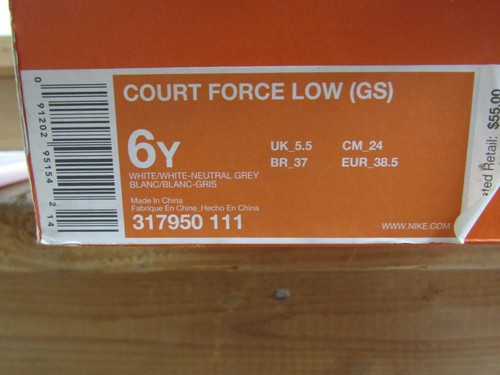 COURT FORCE LOW (GS)
6Y
UK_5.5 CM_24
BR_37 EUR_38.5
WHITE/WHITE-NEUTRAL GREY
BLANC/BLANC-GRIS
Made in China
Fabrique En Chine_Hecho En China
317950 111
WWW.NIKE.COM
0 91202 95154 2 14
ted Retail: $55.00